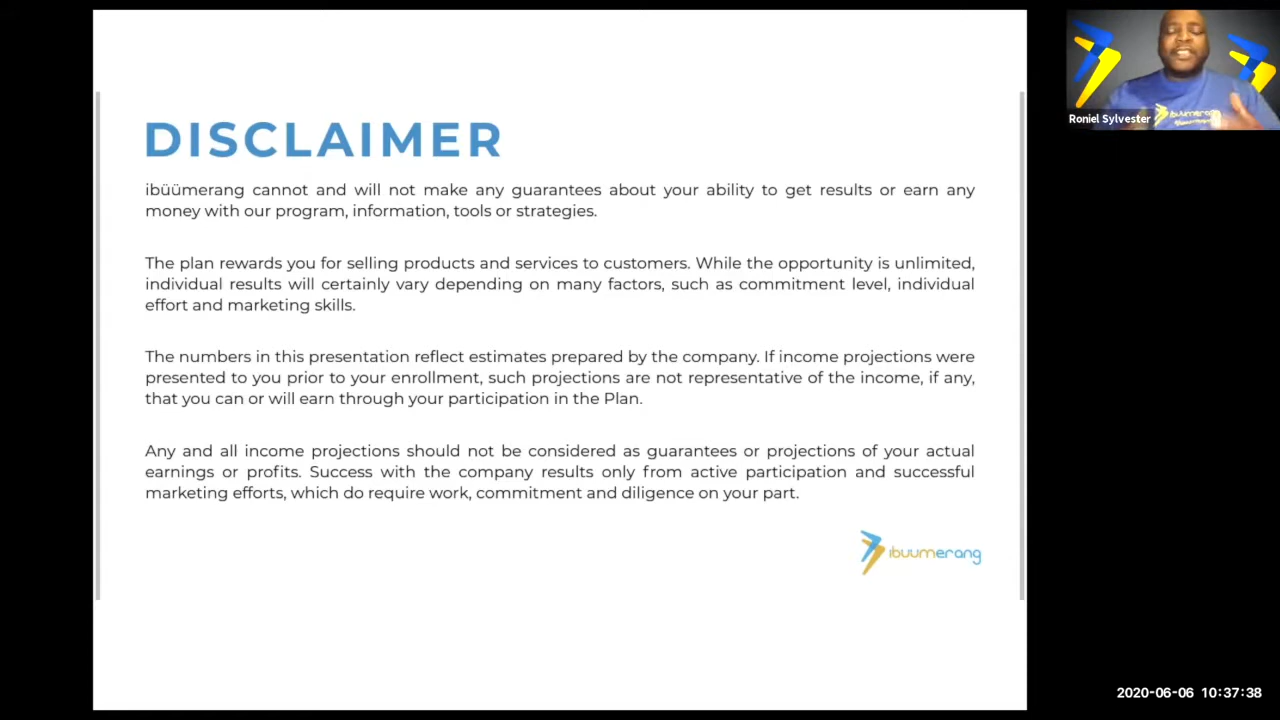 DISCLAIMER
ibüümerang cannot and will not make any guarantees about your ability to get results or earn any
money with our program, information, tools or strategies.
The plan rewards you for selling products and services to customers. While the opportunity is unlimited,
individual results will certainly vary depending on many factors, such as commitment level, individual
effort and marketing skills.
The numbers in this presentation reflect estimates prepared by the company. If income projections were
presented to you prior to your enrollment, such projections are not representative of the income, if any,
that you can or will earn through your participation in the Plan.
Any and all income projections should not be considered as guarantees or projections of your actual
earnings or profits. Success with the company results only from active participation and successful
marketing efforts, which do require work, commitment and diligence on your part.
ibuumerang
Roniel Sylvester
ibuumerang
2020-06-06 10:37:38